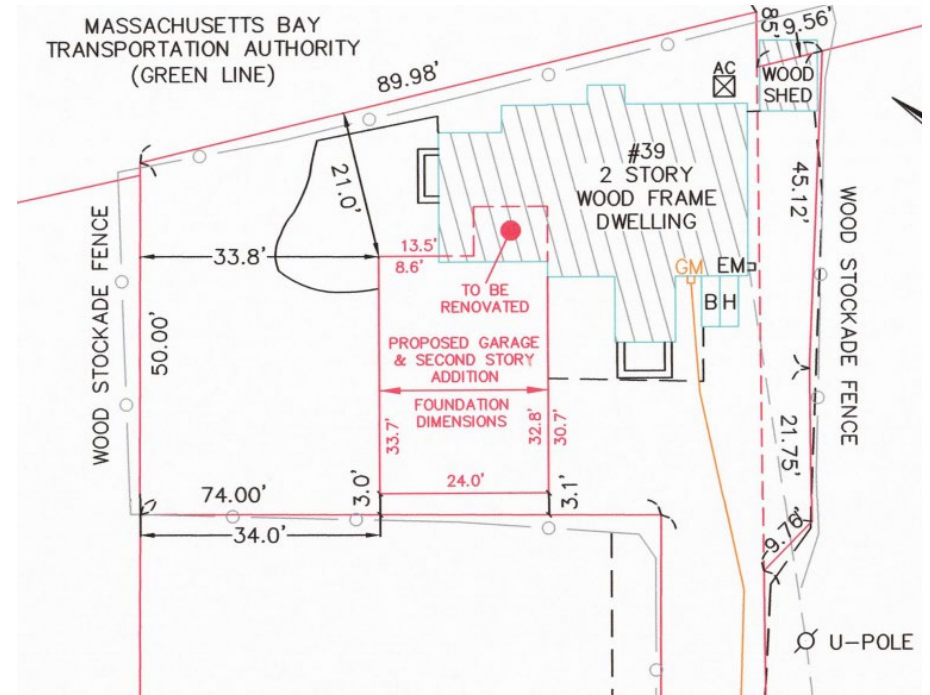 MASSACHUSETTS BAY
TRANSPORTATION AUTHORITY
(GREEN LINE)
89.98'
85'
9.56'
AC
WOOD
SHED
#39
2 STORY
WOOD FRAME
DWELLING
21.0'
45.12'
WOOD STOCKADE FENCE
33.8'
13.5'
8.6'
GM
EM
B H
TO BE
RENOVATED
50.00'
WOOD STOCKADE FENCE
PROPOSED GARAGE
& SECOND STORY
ADDITION
FOUNDATION
DIMENSIONS
33.7'
32.8'
30.7'
21.75'
24.0'
74.00'
3.0'
3.1'
34.0'
9.76'
U-POLE